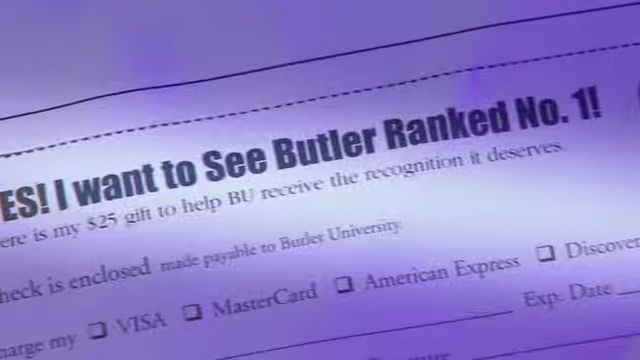 ES! I want to See Butler Ranked No. 1!
ere is my $25 gift to help BU receive the recognition it deserves.
heck is enclosed made payable to Butler University.
harge my ❑ VISA ❑ MasterCard ❑ American Express ❑ Discover
Exp. Date